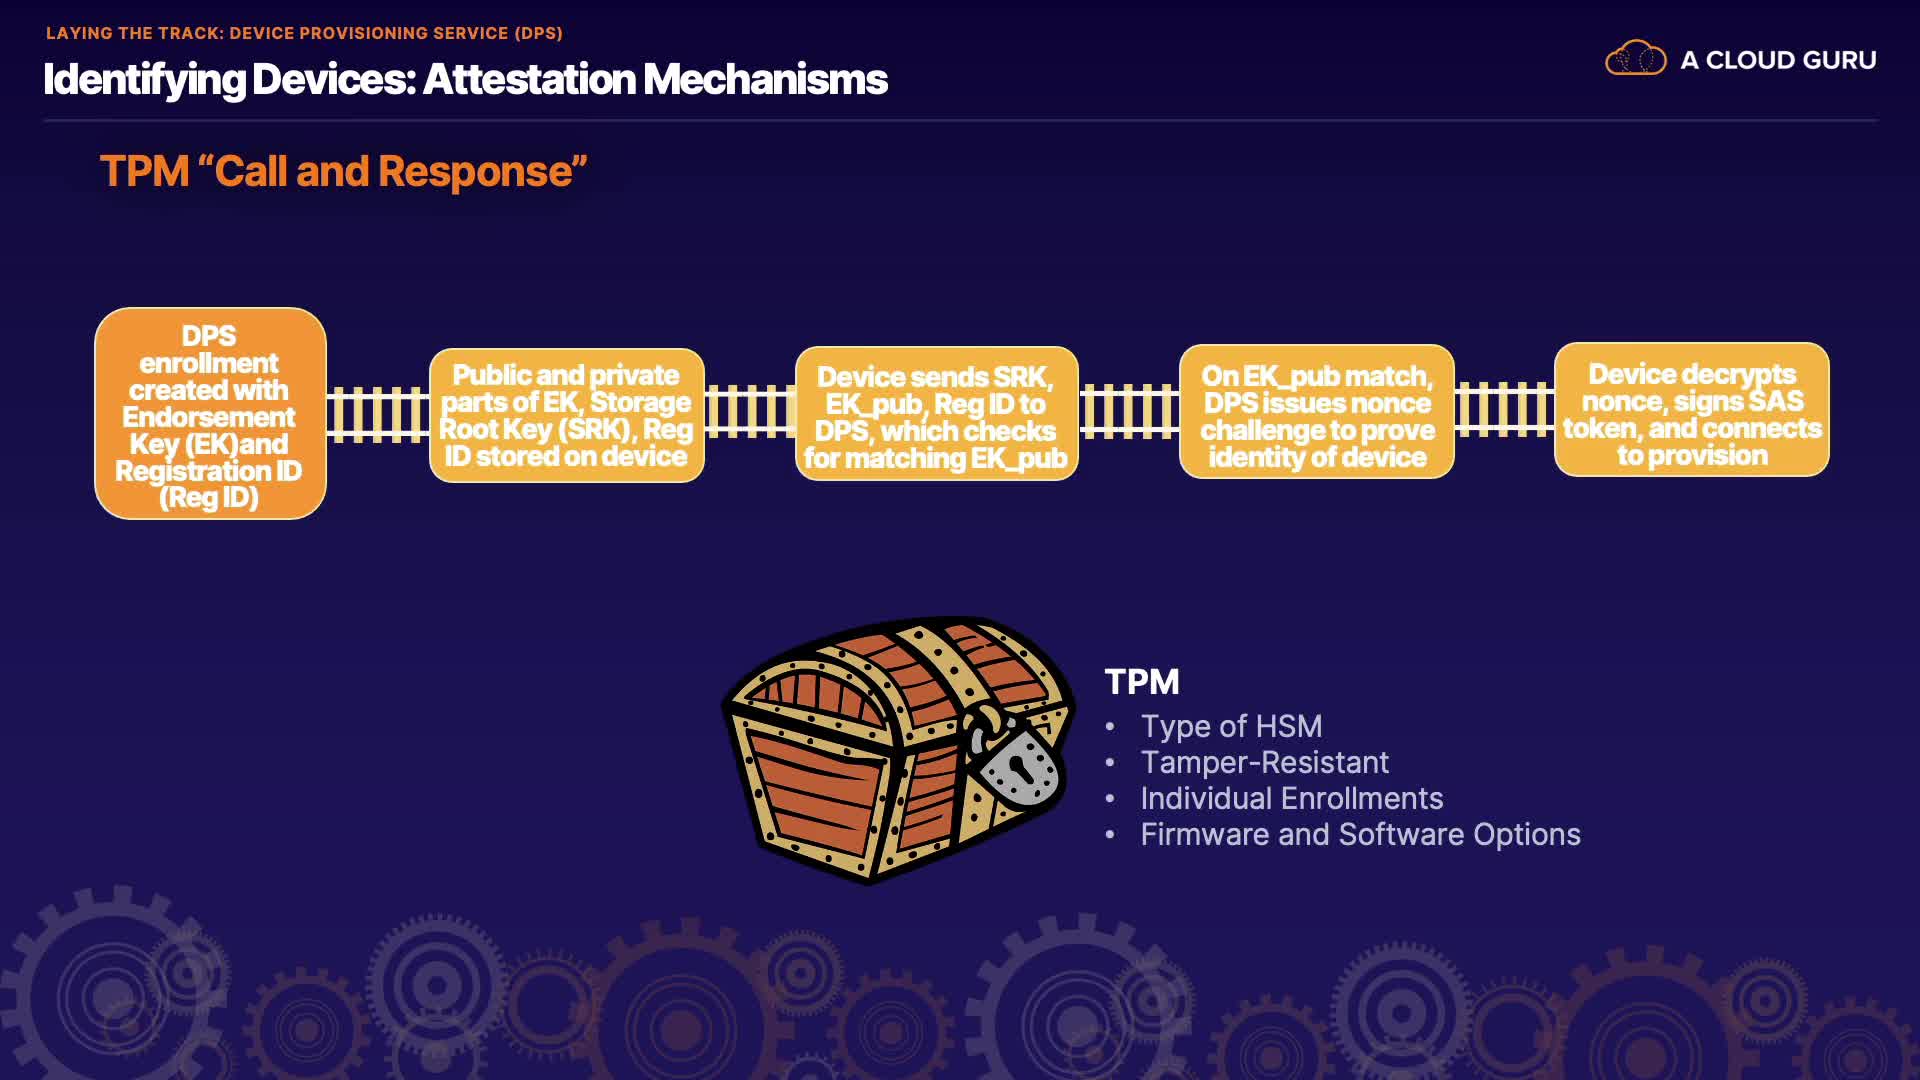 LAYING THE TRACK: DEVICE PROVISIONING SERVICE (DPS)
Identifying Devices: Attestation Mechanisms
A CLOUD GURU
TPM “Call and Response”
DPS
enrollment
created with
Endorsement
Key (EK)and
Registration ID
(Reg ID)
Public and private
parts of EK, Storage
Root Key (SRK), Reg
ID stored on device
Device sends SRK,
EK_pub, Reg ID to
DPS, which checks
for matching EK_pub
On EK_pub match,
DPS issues nonce
challenge to prove
identity of device
Device decrypts
nonce, signs SAS
token, and connects
to provision
TPM
• Type of HSM
• Tamper-Resistant
• Individual Enrollments
• Firmware and Software Options